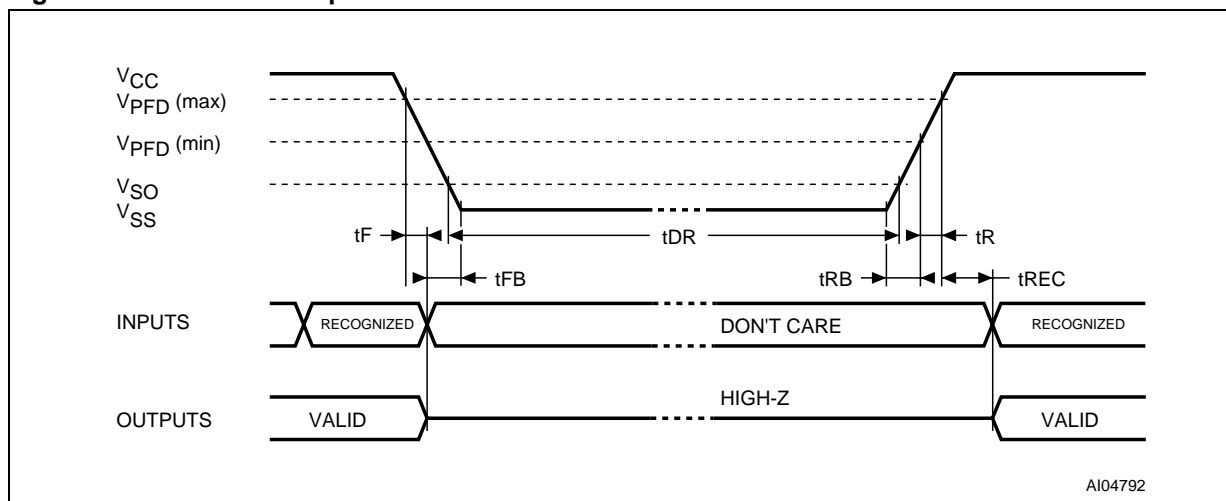 VCC
VPFD (max)
VPFD (min)
VSO
VSS
tF
tDR
tR
tFB
tRB
tREC
INPUTS
RECOGNIZED
DON'T CARE
RECOGNIZED
HIGH-Z
OUTPUTS
VALID
VALID
AI04792